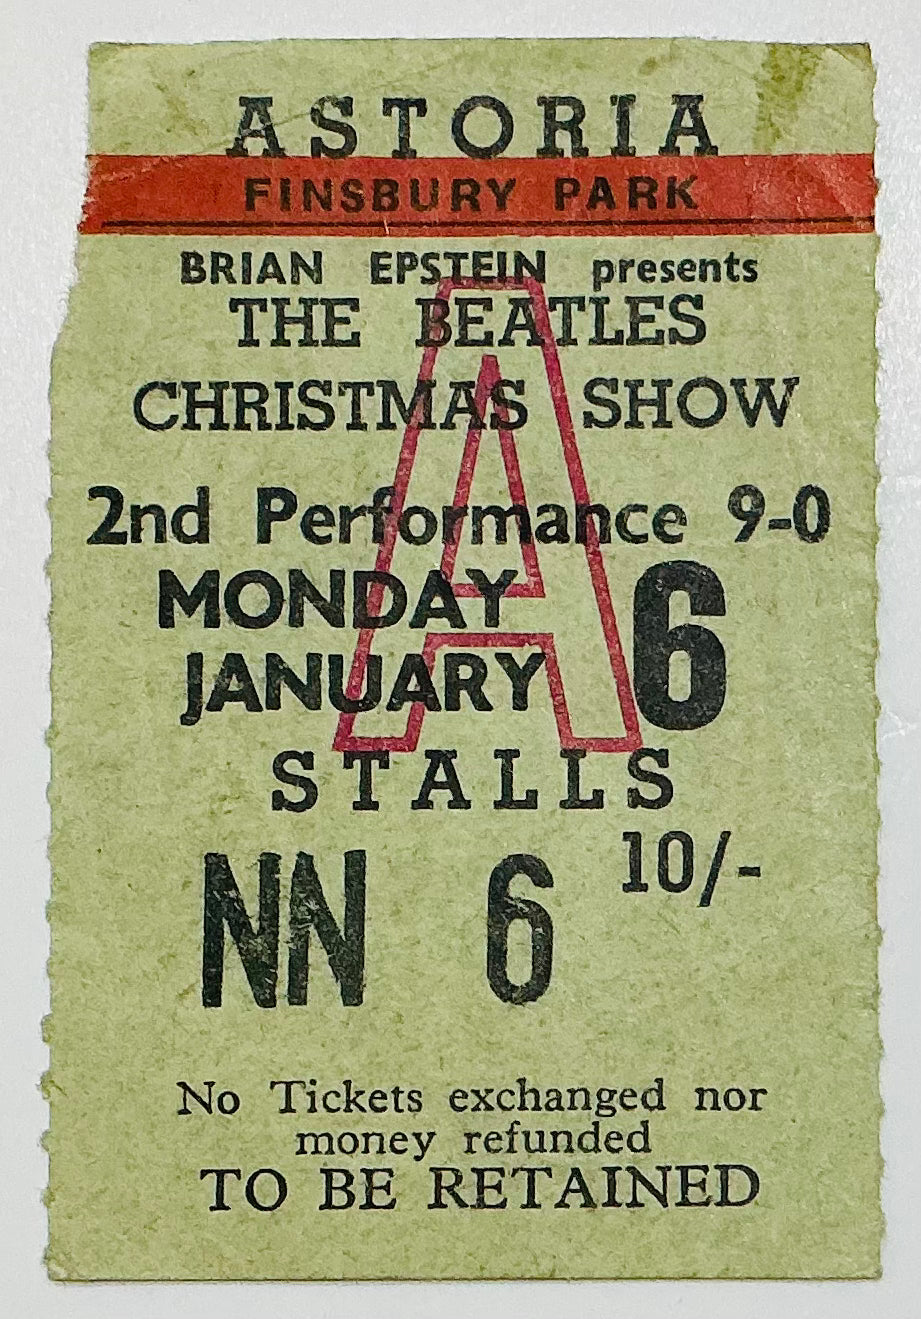 ASTORIA
FINSBURY PARK
BRIAN EPSTEIN presents
THE BEATLES
CHRISTMAS SHOW
A
2nd Performance 9-0
MONDAY
JANUARY 6
STALLS
NN 6 10/-
No Tickets exchanged nor
money refunded
TO BE RETAINED